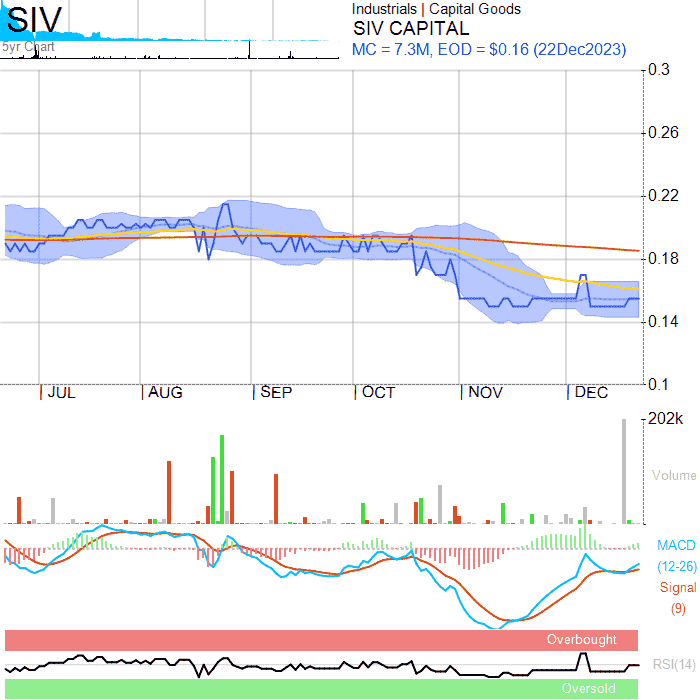 SIV
5yr Chart
Industrials | Capital Goods
SIV CAPITAL
MC = 7.3M, EOD = $0.16 (22Dec2023)
0.3
0.26
0.22
0.18
0.14
0.1
JUL AUG SEP OCT NOV DEC
202k
Volume
MACD
(12-26)
Signal
(9)
Overbought
RSI(14)
Oversold